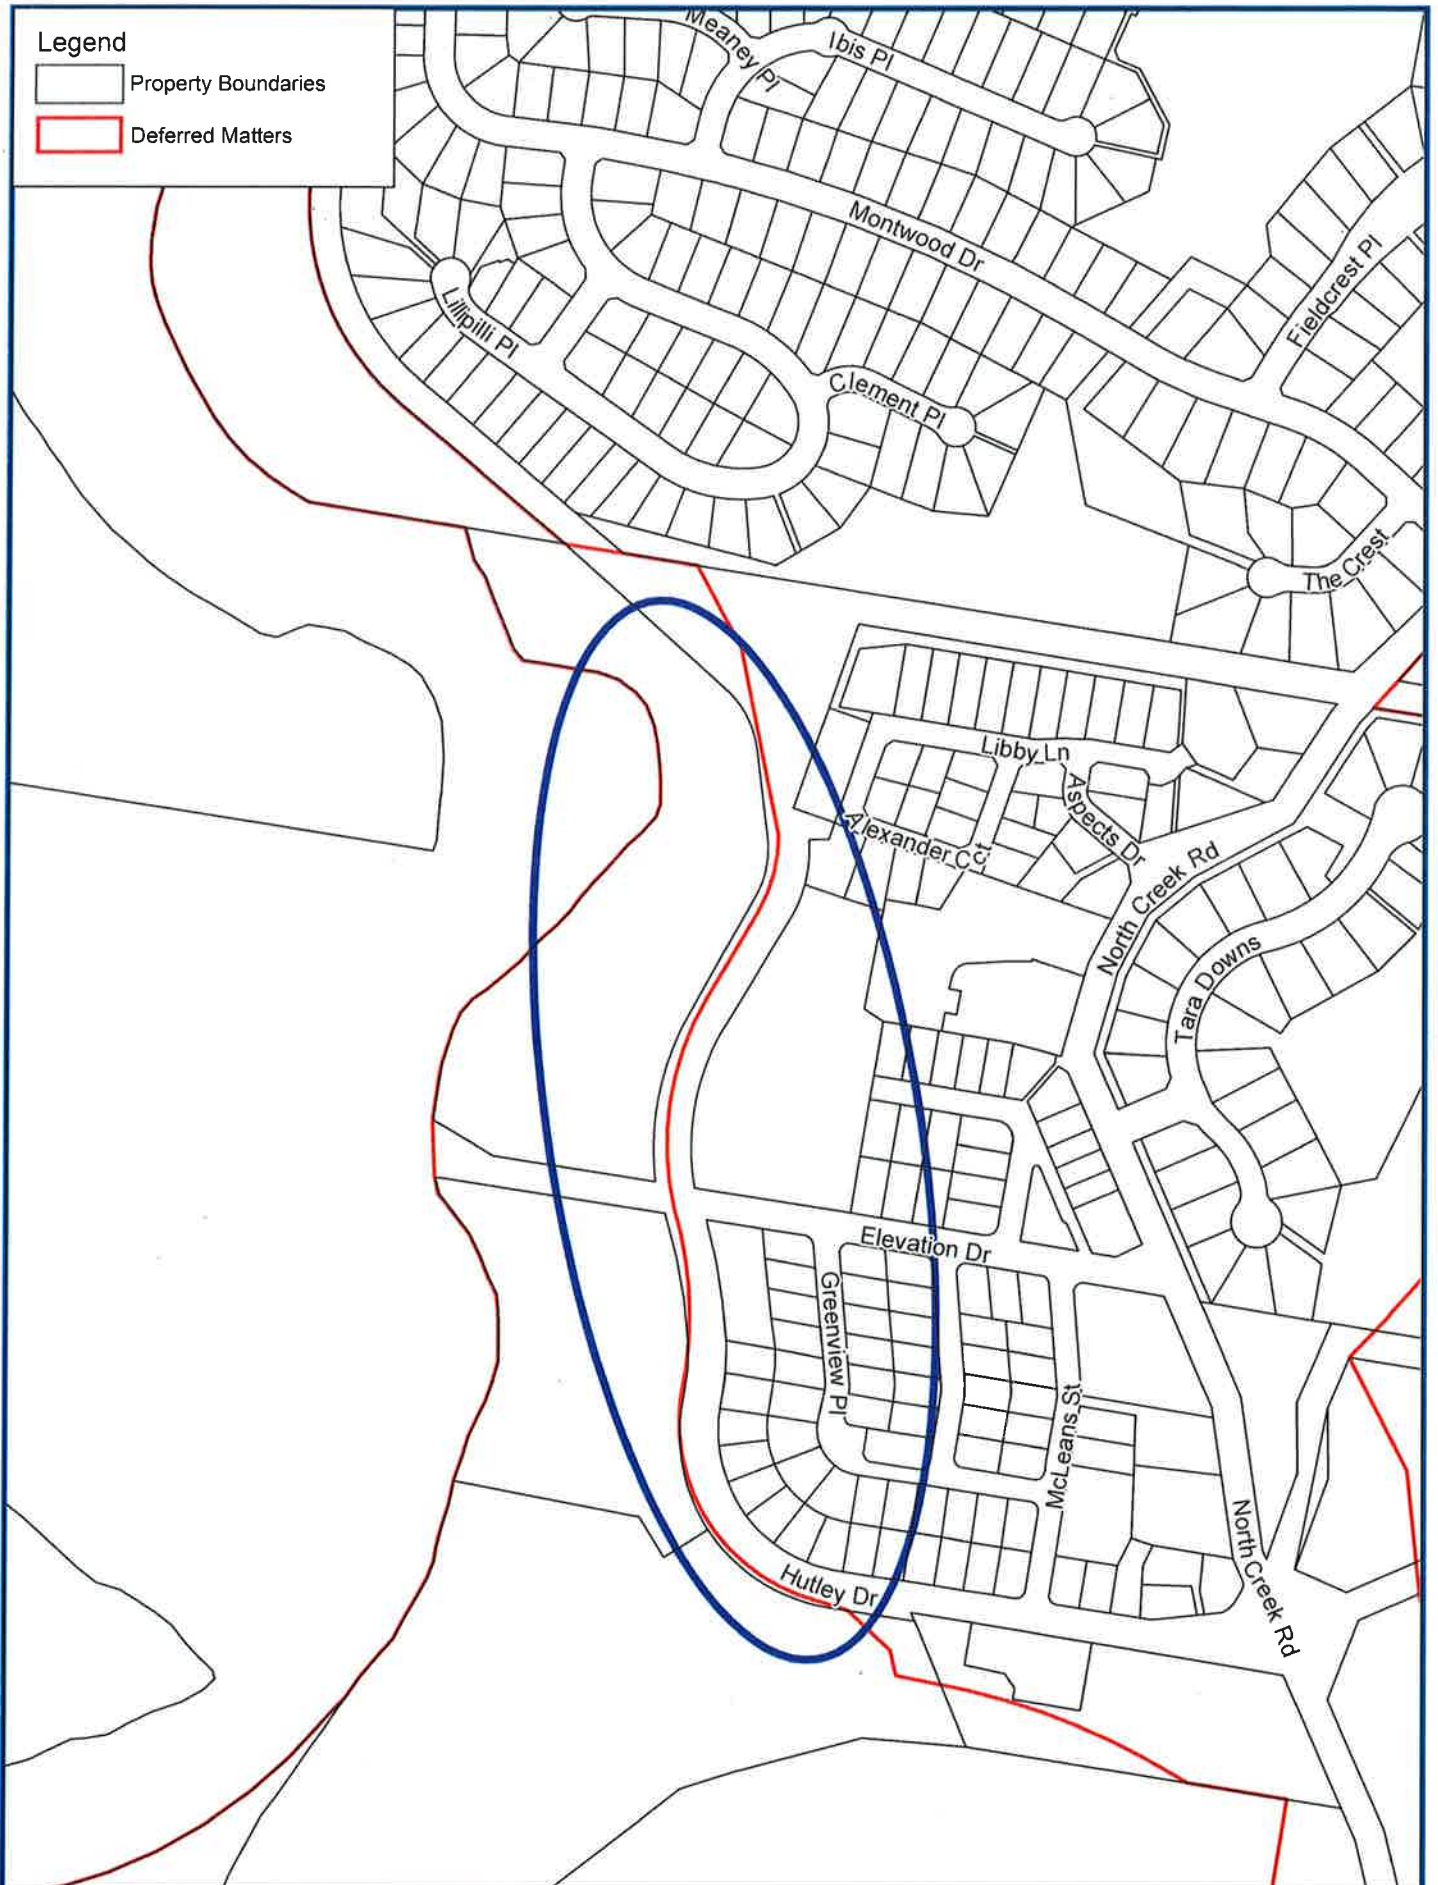 Legend
Property Boundaries
Deferred Matters
Meaney Pl
Ibis Pl
Montwood Dr
Fieldcrest Pl
Lillipilli Pl
Clement Pl
The Crest
Libby Ln
Aspects Dr
Alexander Cct
North Creek Rd
Tara Downs
Elevation Dr
Greenview Pl
McLeans St
Hutley Dr
North Creek Rd